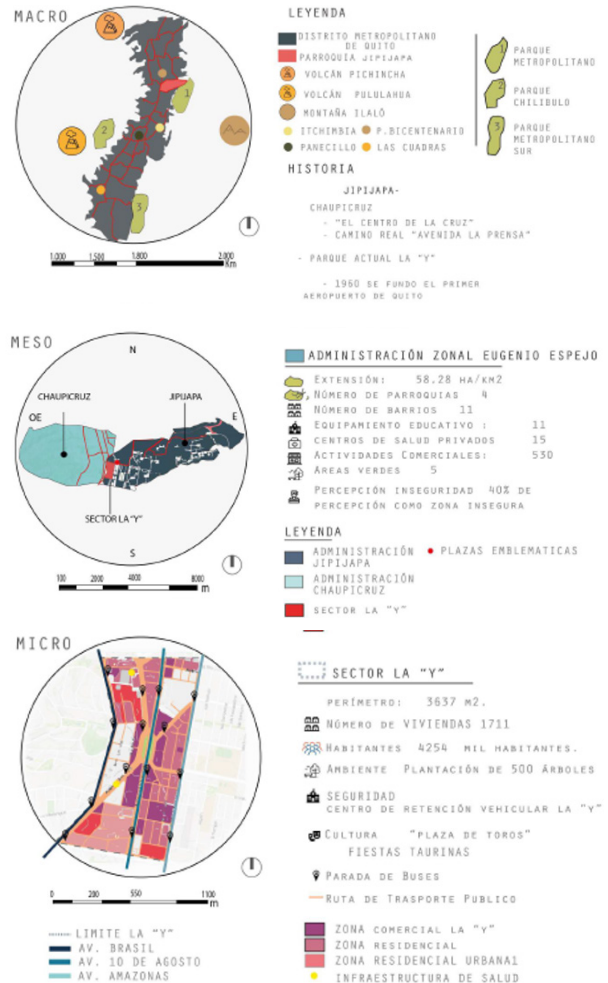 MACRO
LEYENDA
DISTRITO METROPOLITANO
DE QUITO
PARROQUIA JIPIJAPA
VOLCÁN PICHINCHA
VOLCÁN PULULAHUA
MONTAÑA ILALÓ
ITCHIMBIA
P.BICENTENARIO
PANECILLO
LAS CUADRAS
1
PARQUE
METROPOLITANO
2
PARQUE
CHILIBULO
3
PARQUE
METROPOLITANO
SUR
1
2
3
1.000 1.500 1.800 2.000
Km
HISTORIA
JIPIJAPA-
CHAUPICRUZ
- "EL CENTRO DE LA CRUZ"
- CAMINO REAL "AVENIDA LA PRENSA"
- PARQUE ACTUAL LA "Y"
- 1960 SE FUNDO EL PRIMER
AEROPUERTO DE QUITO
MESO
N
CHAUPICRUZ
JIPIJAPA
OE
E
SECTOR LA "Y"
S
100 2000 4000 8000
m
ADMINISTRACIÓN ZONAL EUGENIO ESPEJO
EXTENSIÓN: 58.28 HA/KM2
NÚMERO DE PARROQUIAS 4
NÚMERO DE BARRIOS 11
EQUIPAMIENTO EDUCATIVO : 11
CENTROS DE SALUD PRIVADOS 15
ACTIVIDADES COMERCIALES: 530
AREAS VERDES 5
PERCEPCIÓN INSEGURIDAD 40% DE
PERCEPCIÓN COMO ZONA INSEGURA
LEYENDA
ADMINISTRACIÓN
JIPIJAPA
PLAZAS EMBLEMATICAS
ADMINISTRACIÓN
CHAUPICRUZ
SECTOR LA "Y"
MICRO
0 200 550 1100
m
LIMITE LA "Y"
AV. BRASIL
AV. 10 DE AGOSTO
AV. AMAZONAS
SECTOR LA "Y"
PERÍMETRO: 3637 M2.
NÚMERO DE VIVIENDAS 1711
HABITANTES 4254 MIL HABITANTES.
AMBIENTE PLANTACIÓN DE 500 ÁRBOLES
SEGURIDAD
CENTRO DE RETENCIÓN VEHICULAR LA "Y"
CULTURA "PLAZA DE TOROS"
FIESTAS TAURINAS
PARADA DE BUSES
RUTA DE TRASPORTE PUBLICO
ZONA COMERCIAL LA "Y"
ZONA RESIDENCIAL
ZONA RESIDENCIAL URBANA1
INFRAESTRUCTURA DE SALUD